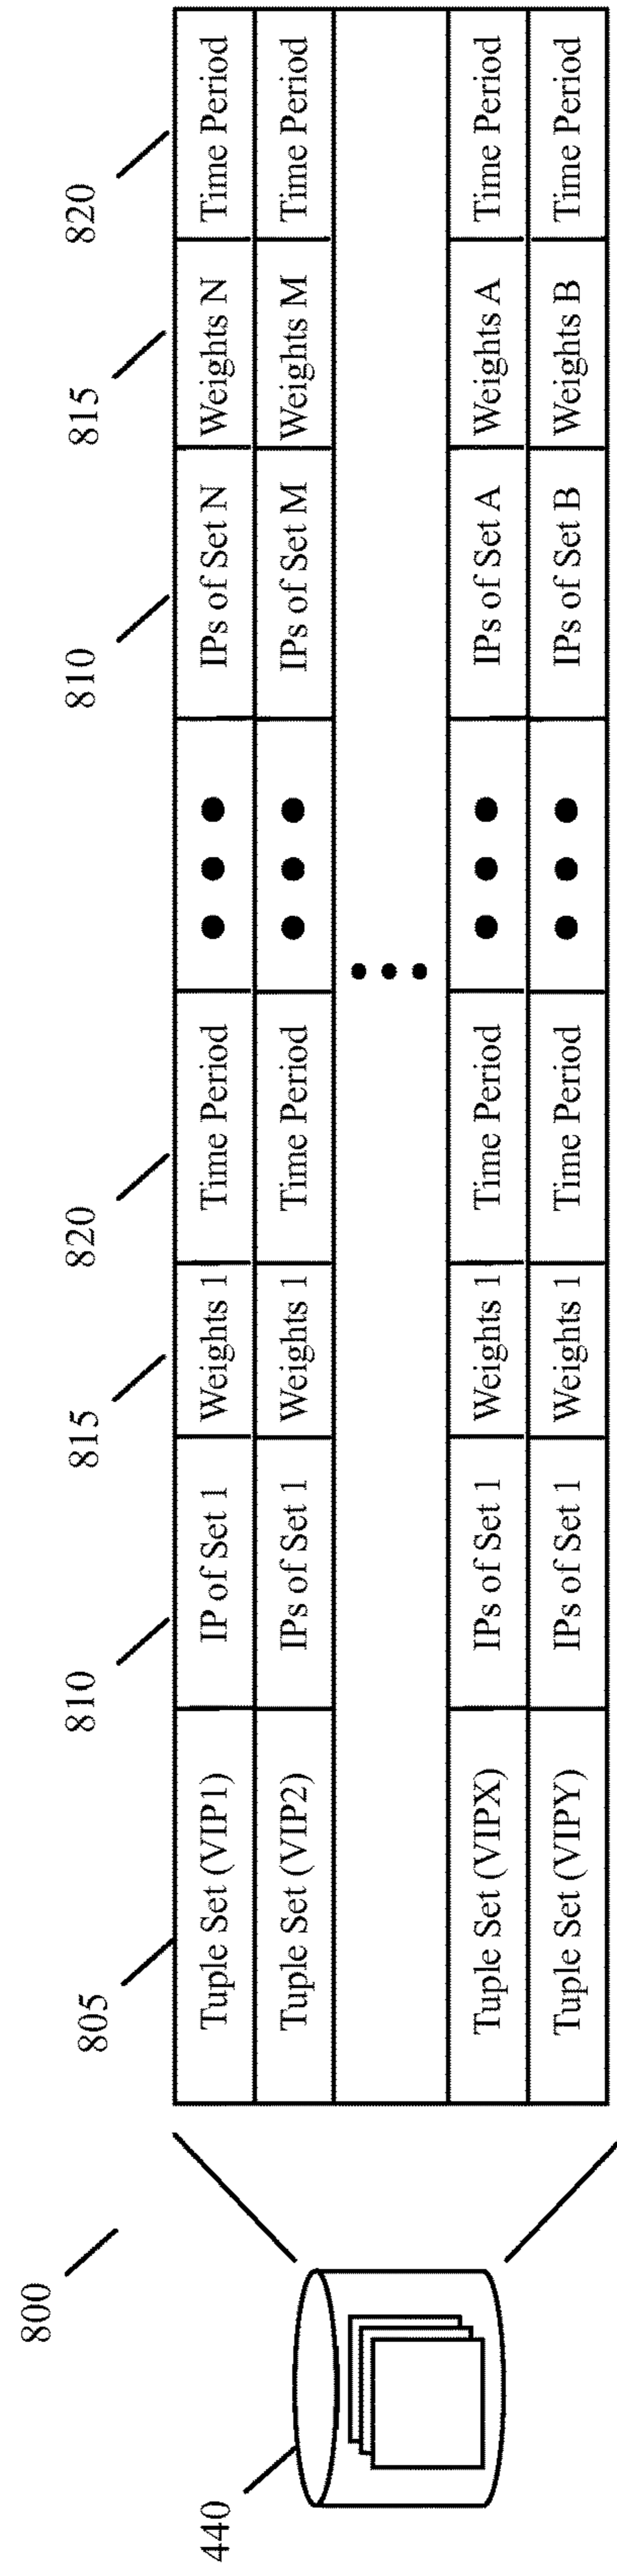 800
440
805 810 815 820 810 815 820
Tuple Set (VIP1) IP of Set 1 Weights 1 Time Period ●●● IPs of Set N Weights N Time Period
Tuple Set (VIP2) IPs of Set 1 Weights 1 Time Period ●●● IPs of Set M Weights M Time Period
●●●
Tuple Set (VIPX) IPs of Set 1 Weights 1 Time Period ●●● IPs of Set A Weights A Time Period
Tuple Set (VIPY) IPs of Set 1 Weights 1 Time Period ●●● IPs of Set B Weights B Time Period